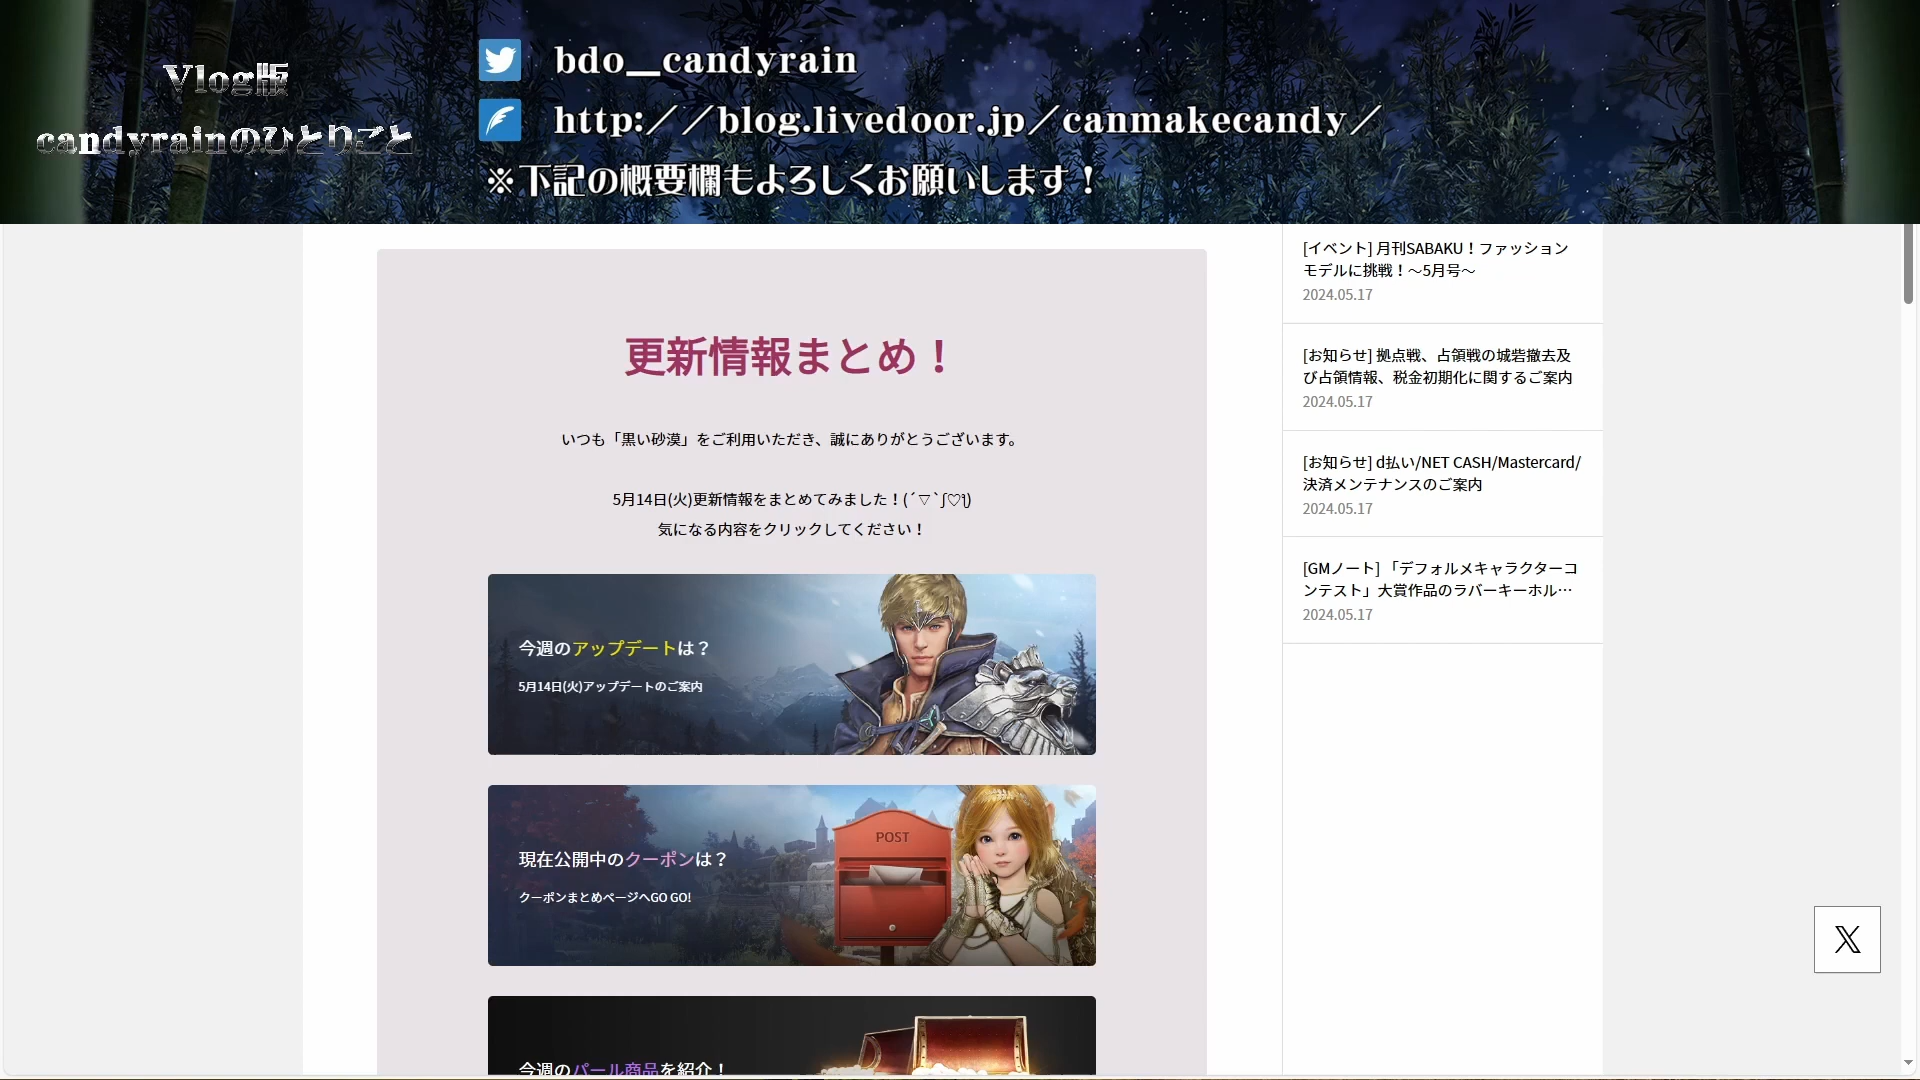 Vlog版
candyrainのひとりごと
bdo__candyrain
http://blog.livedoor.jp/canmakecandy/
※下記の概要欄もよろしくお願いします！
更新情報まとめ！
いつも「黒い砂漠」をご利用いただき、誠にありがとうございます。
5月14日(火)更新情報をまとめてみました！(´▽`ʃ♡ƪ)
気になる内容をクリックしてください！
今週のアップデートは？
5月14日(火)アップデートのご案内
現在公開中のクーポンは？
クーポンまとめページへGO GO!
POST
今週のパール商品を紹介！
[イベント] 月刊SABAKU！ファッション
モデルに挑戦！～5月号～
2024.05.17
[お知らせ] 拠点戦、占領戦の城砦撤去及
び占領情報、税金初期化に関するご案内
2024.05.17
[お知らせ] d払い/NET CASH/Mastercard/
決済メンテナンスのご案内
2024.05.17
[GMノート] 「デフォルメキャラクターコ
ンテスト」大賞作品のラバーキーホル…
2024.05.17